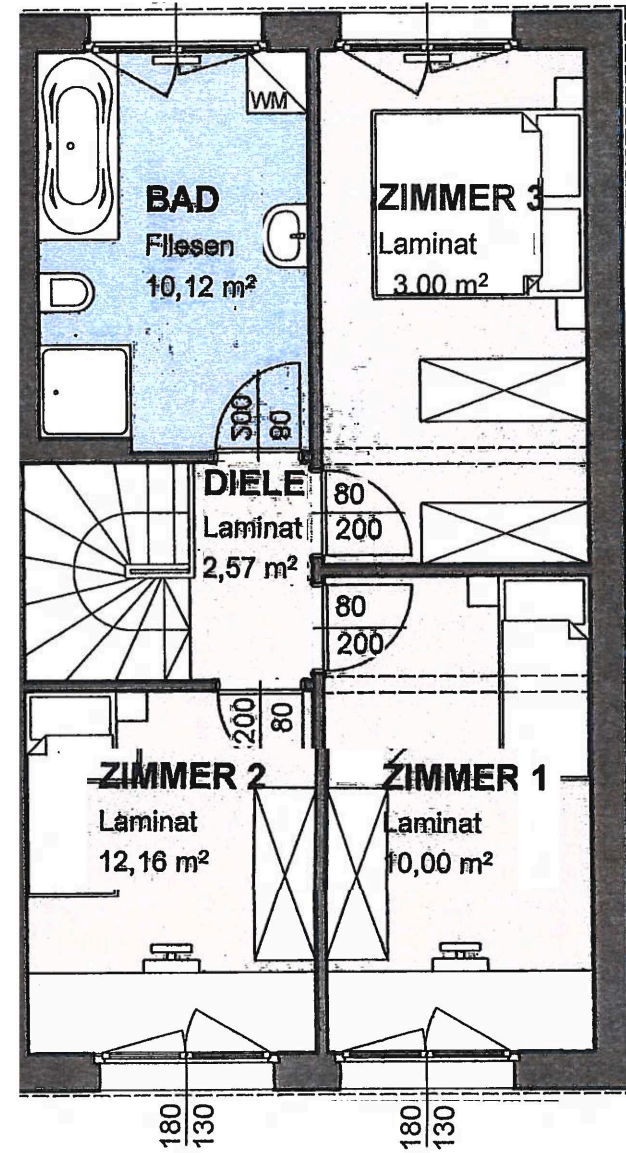 WM
BAD
Fliesen
10,12 m²
ZIMMER 3
Laminat
3,00 m²
200
80
DIELE
Laminat
2,57 m²
80
200
80
200
200
80
ZIMMER 2
Laminat
12,16 m²
ZIMMER 1
Laminat
10,00 m²
180
130
180
130